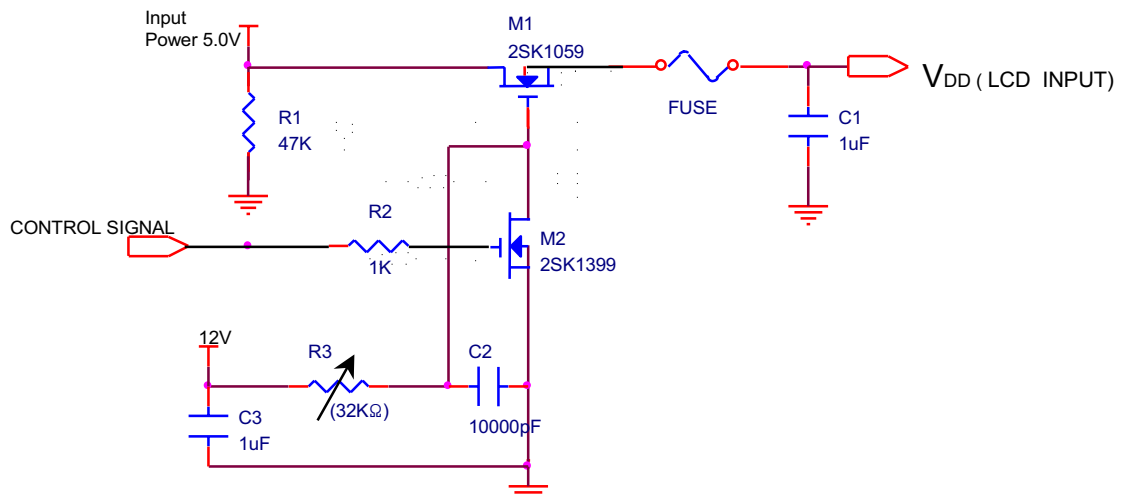 Input
Power 5.0V
M1
2SK1059
FUSE
VDD ( LCD INPUT)
R1
47K
C1
1uF
CONTROL SIGNAL
R2
1K
M2
2SK1399
12V
R3
(32KΩ)
C2
10000pF
C3
1uF